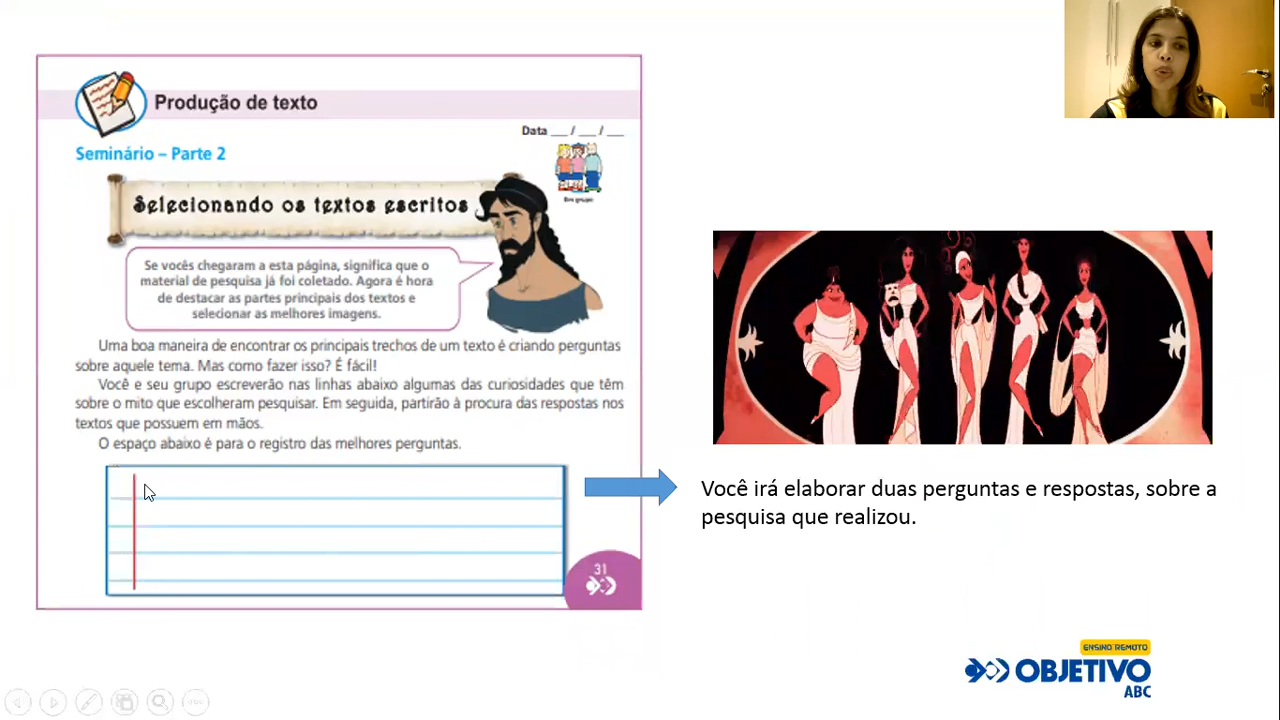 Produção de texto
Data ___ / ___ / ___
Seminário – Parte 2
Em grupo
Selecionando os textos escritos
Se vocês chegaram a esta página, significa que o
material de pesquisa já foi coletado. Agora é hora
de destacar as partes principais dos textos e
selecionar as melhores imagens.
Uma boa maneira de encontrar os principais trechos de um texto é criando perguntas
sobre aquele tema. Mas como fazer isso? É fácil!
Você e seu grupo escreverão nas linhas abaixo algumas das curiosidades que têm
sobre o mito que escolheram pesquisar. Em seguida, partirão à procura das respostas nos
textos que possuem em mãos.
O espaço abaixo é para o registro das melhores perguntas.
31
Você irá elaborar duas perguntas e respostas, sobre a
pesquisa que realizou.
ENSINO REMOTO
OBJETIVO
ABC